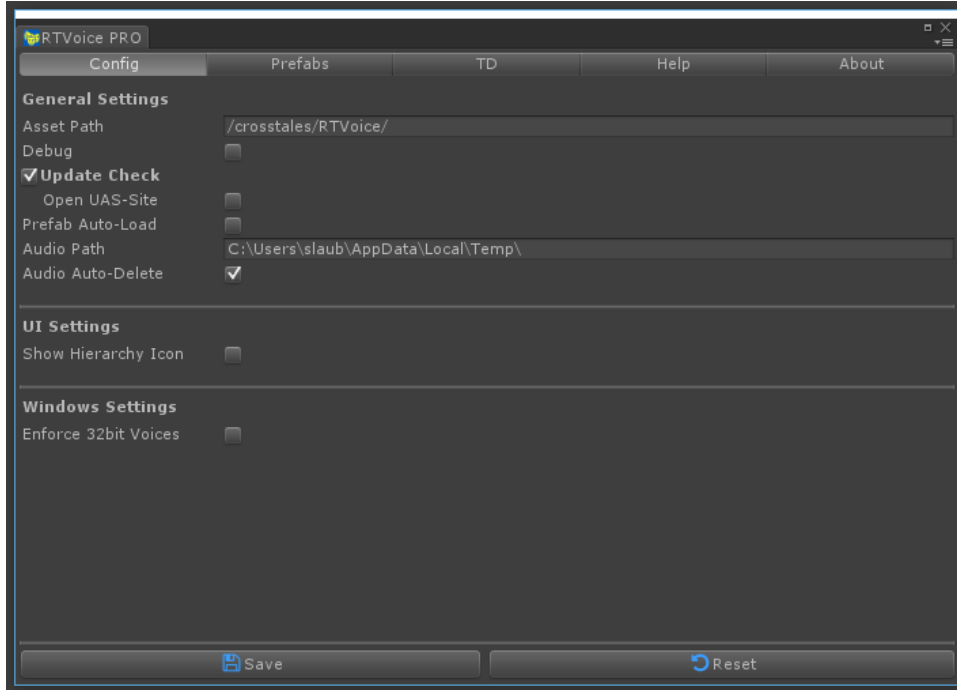 RTVoice PRO
Config Prefabs TD Help About
General Settings
Asset Path /crosstales/RTVoice/
Debug
Update Check
Open UAS-Site
Prefab Auto-Load
Audio Path C:\Users\slaub\AppData\Local\Temp\
Audio Auto-Delete
UI Settings
Show Hierarchy Icon
Windows Settings
Enforce 32bit Voices
Save Reset